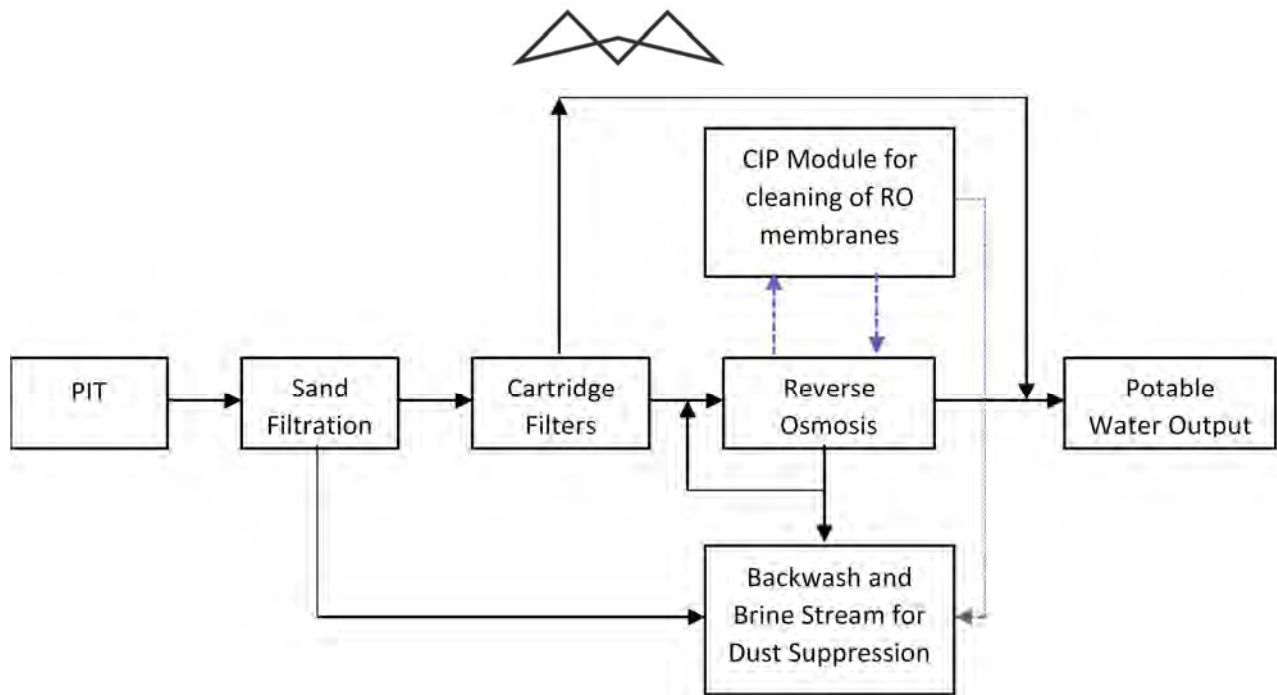 CIP Module for
cleaning of RO
membranes
PIT
Sand
Filtration
Cartridge
Filters
Reverse
Osmosis
Potable
Water Output
Backwash and
Brine Stream for
Dust Suppression